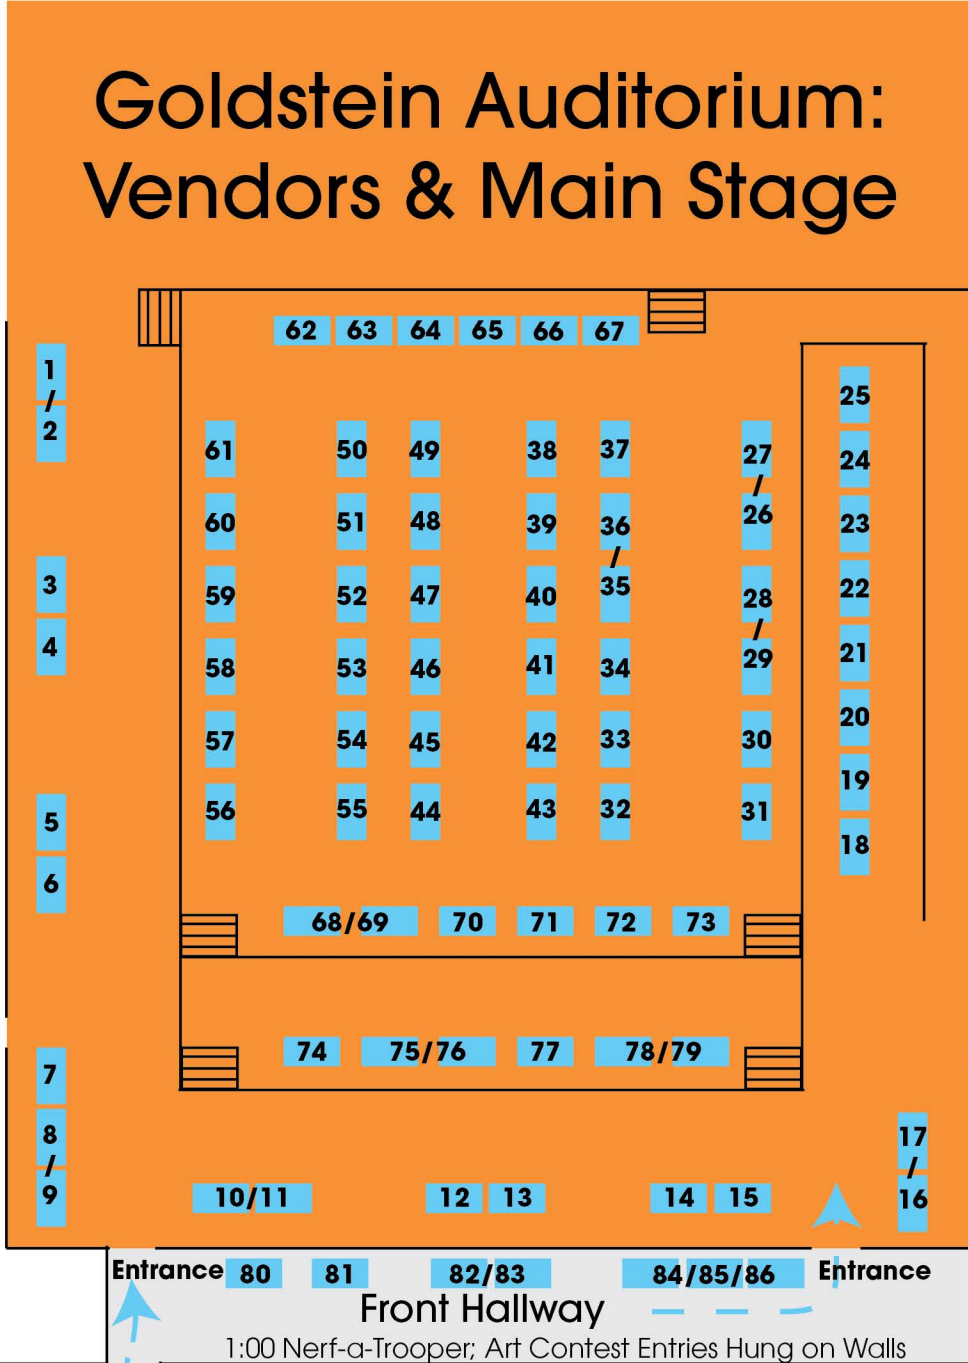 Goldstein Auditorium:
Vendors & Main Stage
62 63 64 65 66 67
1
/
2
25
61 50 49 38 37 27
/
24
60 51 48 39 36 26
/
23
3
59 52 47 40 35 28
/
22
4
58 53 46 41 34 29
21
57 54 45 42 33 30
20
19
5
56 55 44 43 32 31
18
6
68/69 70 71 72 73
74 75/76 77 78/79
7
8
/
9
17
/
16
10/11 12 13 14 15
Entrance 80 81 82/83 84/85/86 Entrance
Front Hallway
1:00 Nerf-a-Trooper; Art Contest Entries Hung on Walls